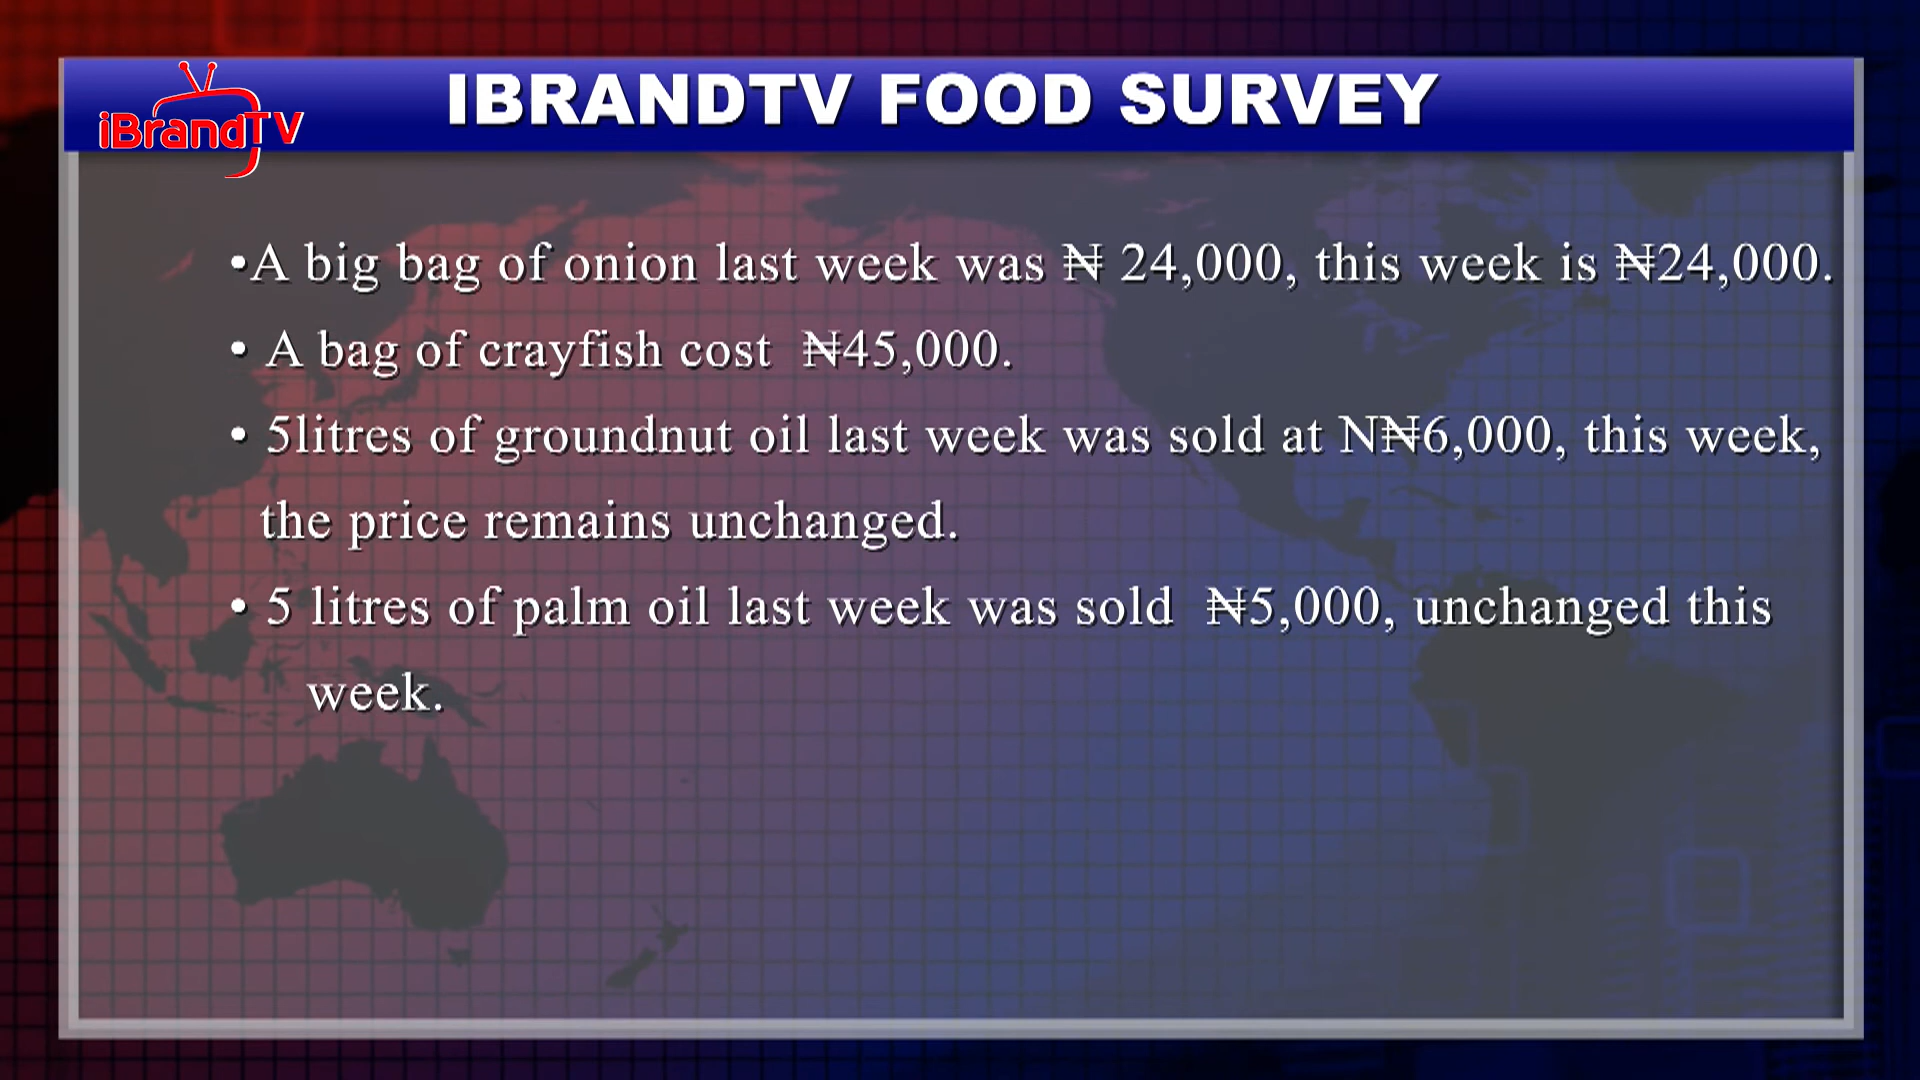 iBrandTV
IBRANDTV FOOD SURVEY
•A big bag of onion last week was ₦ 24,000, this week is ₦24,000.
• A bag of crayfish cost ₦45,000.
• 5litres of groundnut oil last week was sold at N₦6,000, this week,
the price remains unchanged.
• 5 litres of palm oil last week was sold ₦5,000, unchanged this
week.